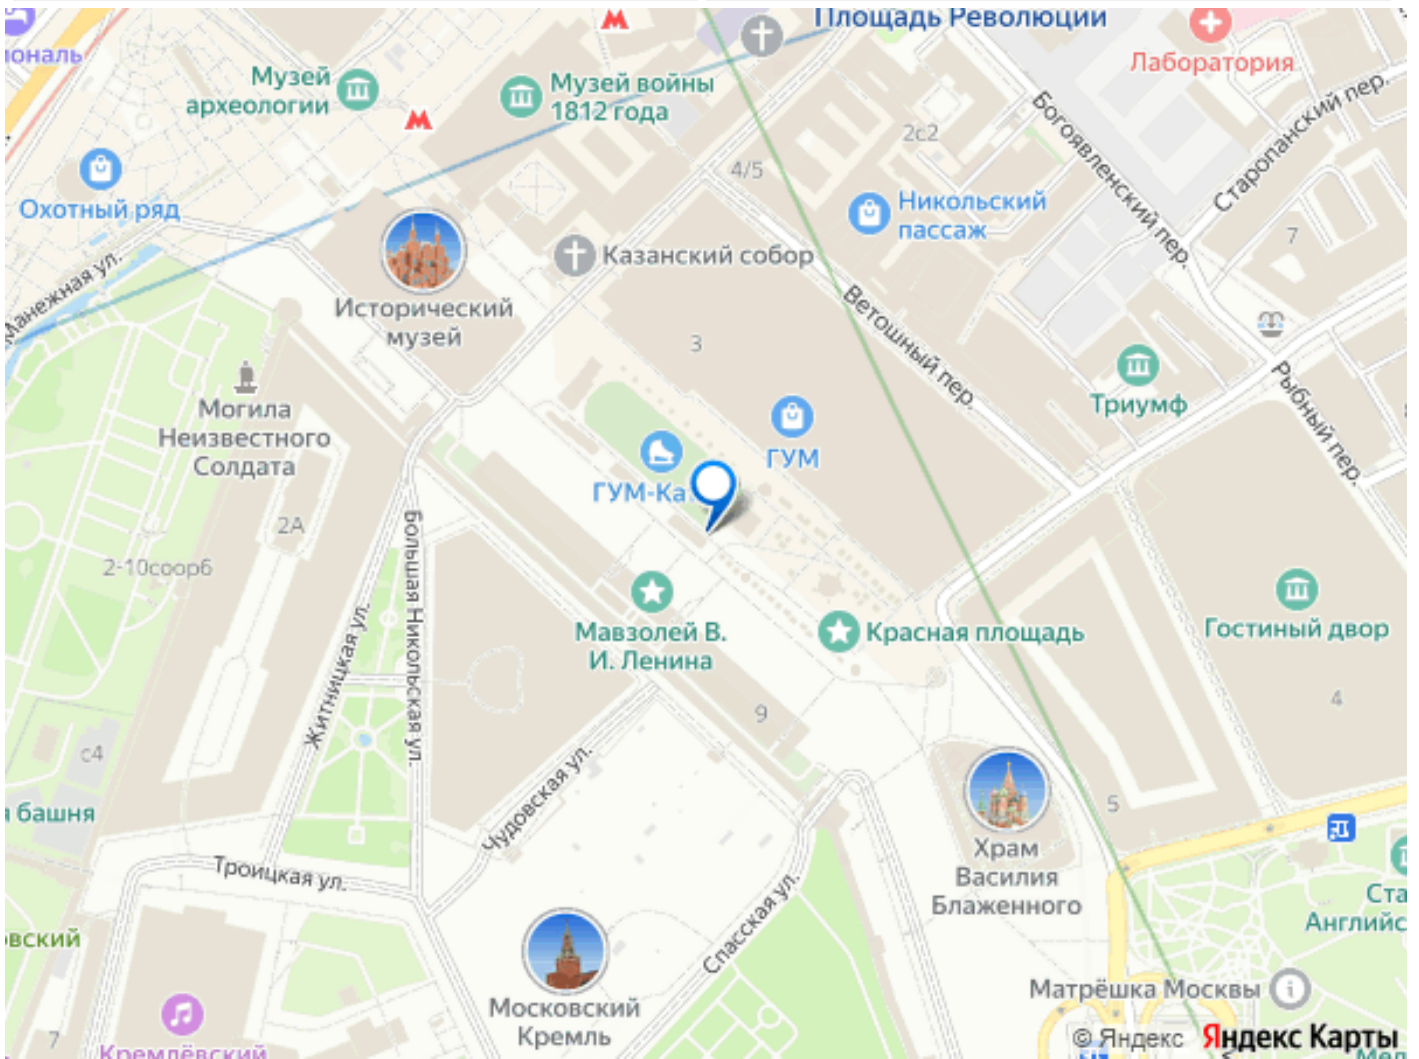 Площадь Революции
Лаборатория
Музей
археологии
Музей войны
1812 года
Богоявленский пер.
Старопанский пер.
2с2
4/5
Охотный ряд
Никольский
пассаж
7
Казанский собор
Манежная ул.
Исторический
музей
Ветошный пер.
3
Рыбный пер.
Триумф
Могила
Неизвестного
Солдата
ГУМ
ГУМ-Ка
2А
2-10соор6
Большая Никольская ул.
Житницкая ул.
Мавзолей В.
И. Ленина
Красная площадь
Гостиный двор
4
9
с4
башня
Чудовская ул.
5
Троицкая ул.
Храм
Василия
Блаженного
Спасская ул.
Ста
Английс
Московский
Кремль
Матрёшка Москвы
7
Кремлёвский
© Яндекс Яндекс Карты